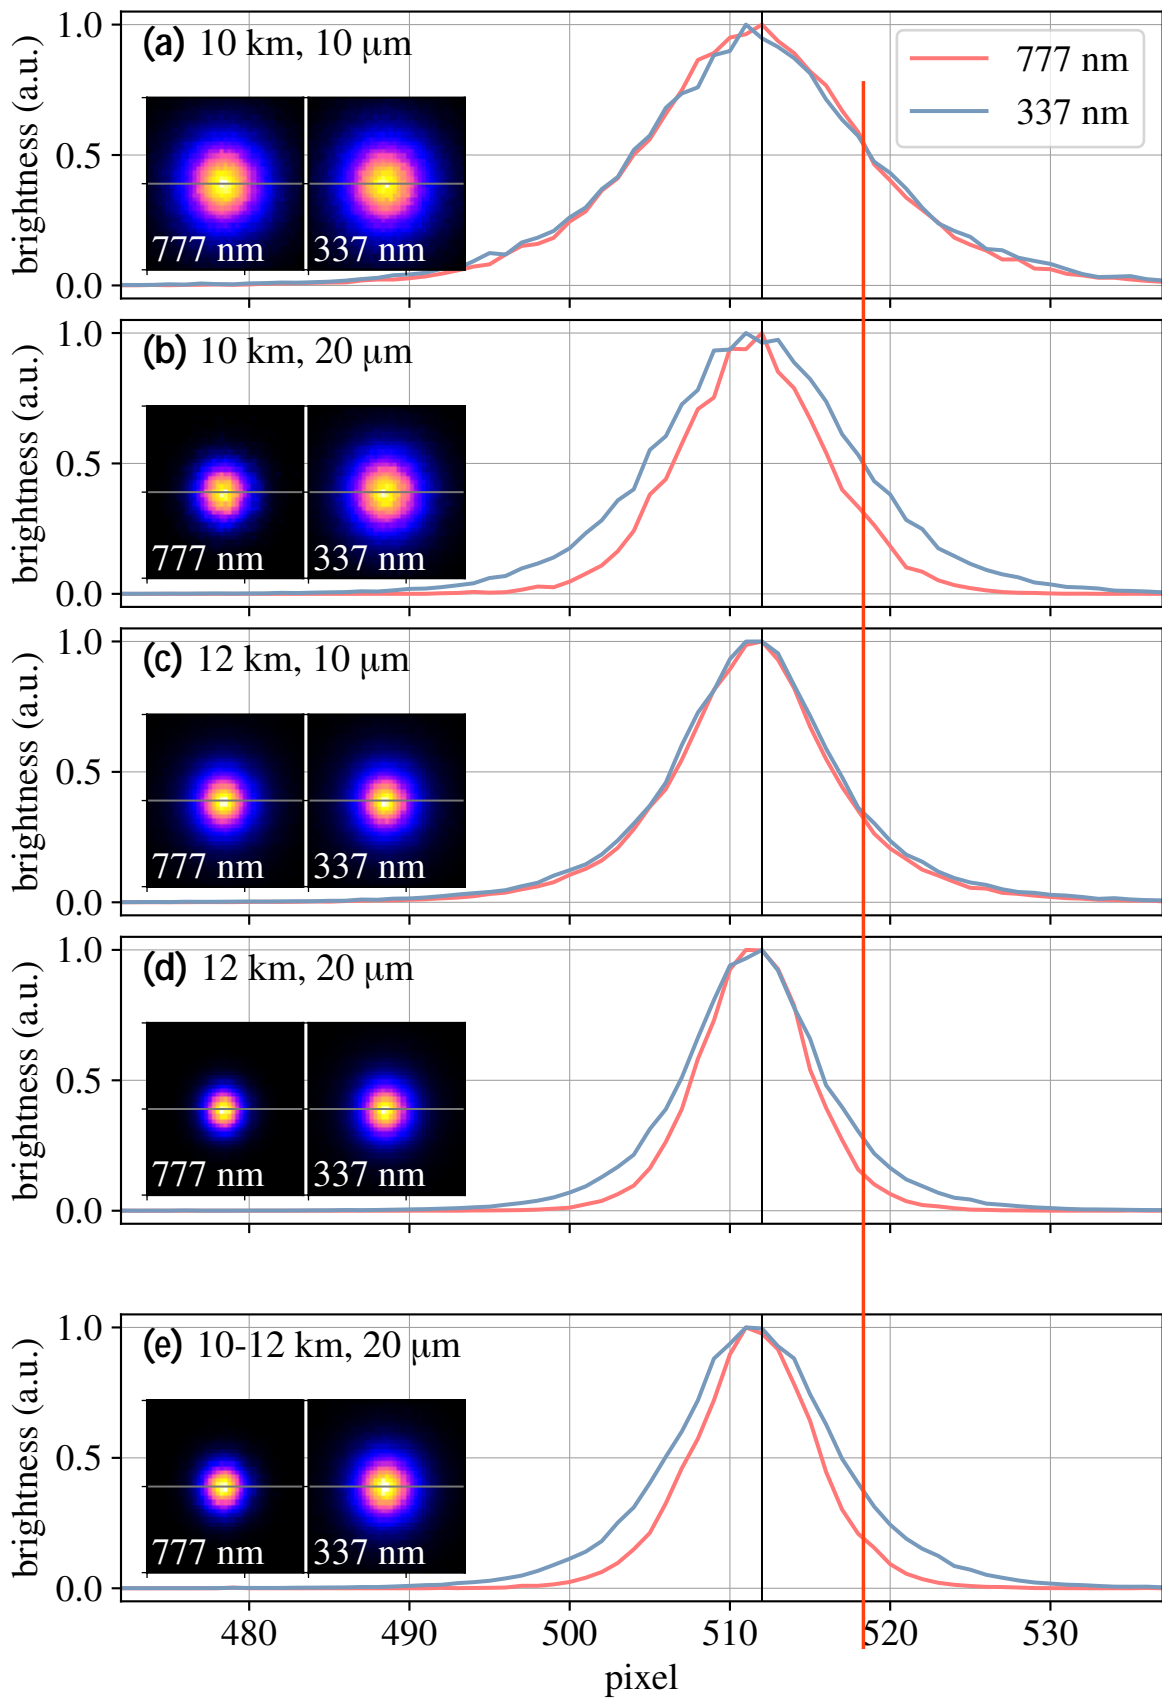 (a) 10 km, 10 μm
777 nm
337 nm
777 nm
337 nm
brightness (a.u.)
1.0
0.5
0.0
(b) 10 km, 20 μm
777 nm
337 nm
brightness (a.u.)
1.0
0.5
0.0
(c) 12 km, 10 μm
777 nm
337 nm
brightness (a.u.)
1.0
0.5
0.0
(d) 12 km, 20 μm
777 nm
337 nm
brightness (a.u.)
1.0
0.5
0.0
(e) 10-12 km, 20 μm
777 nm
337 nm
brightness (a.u.)
1.0
0.5
0.0
480 490 500 510 520 530
pixel